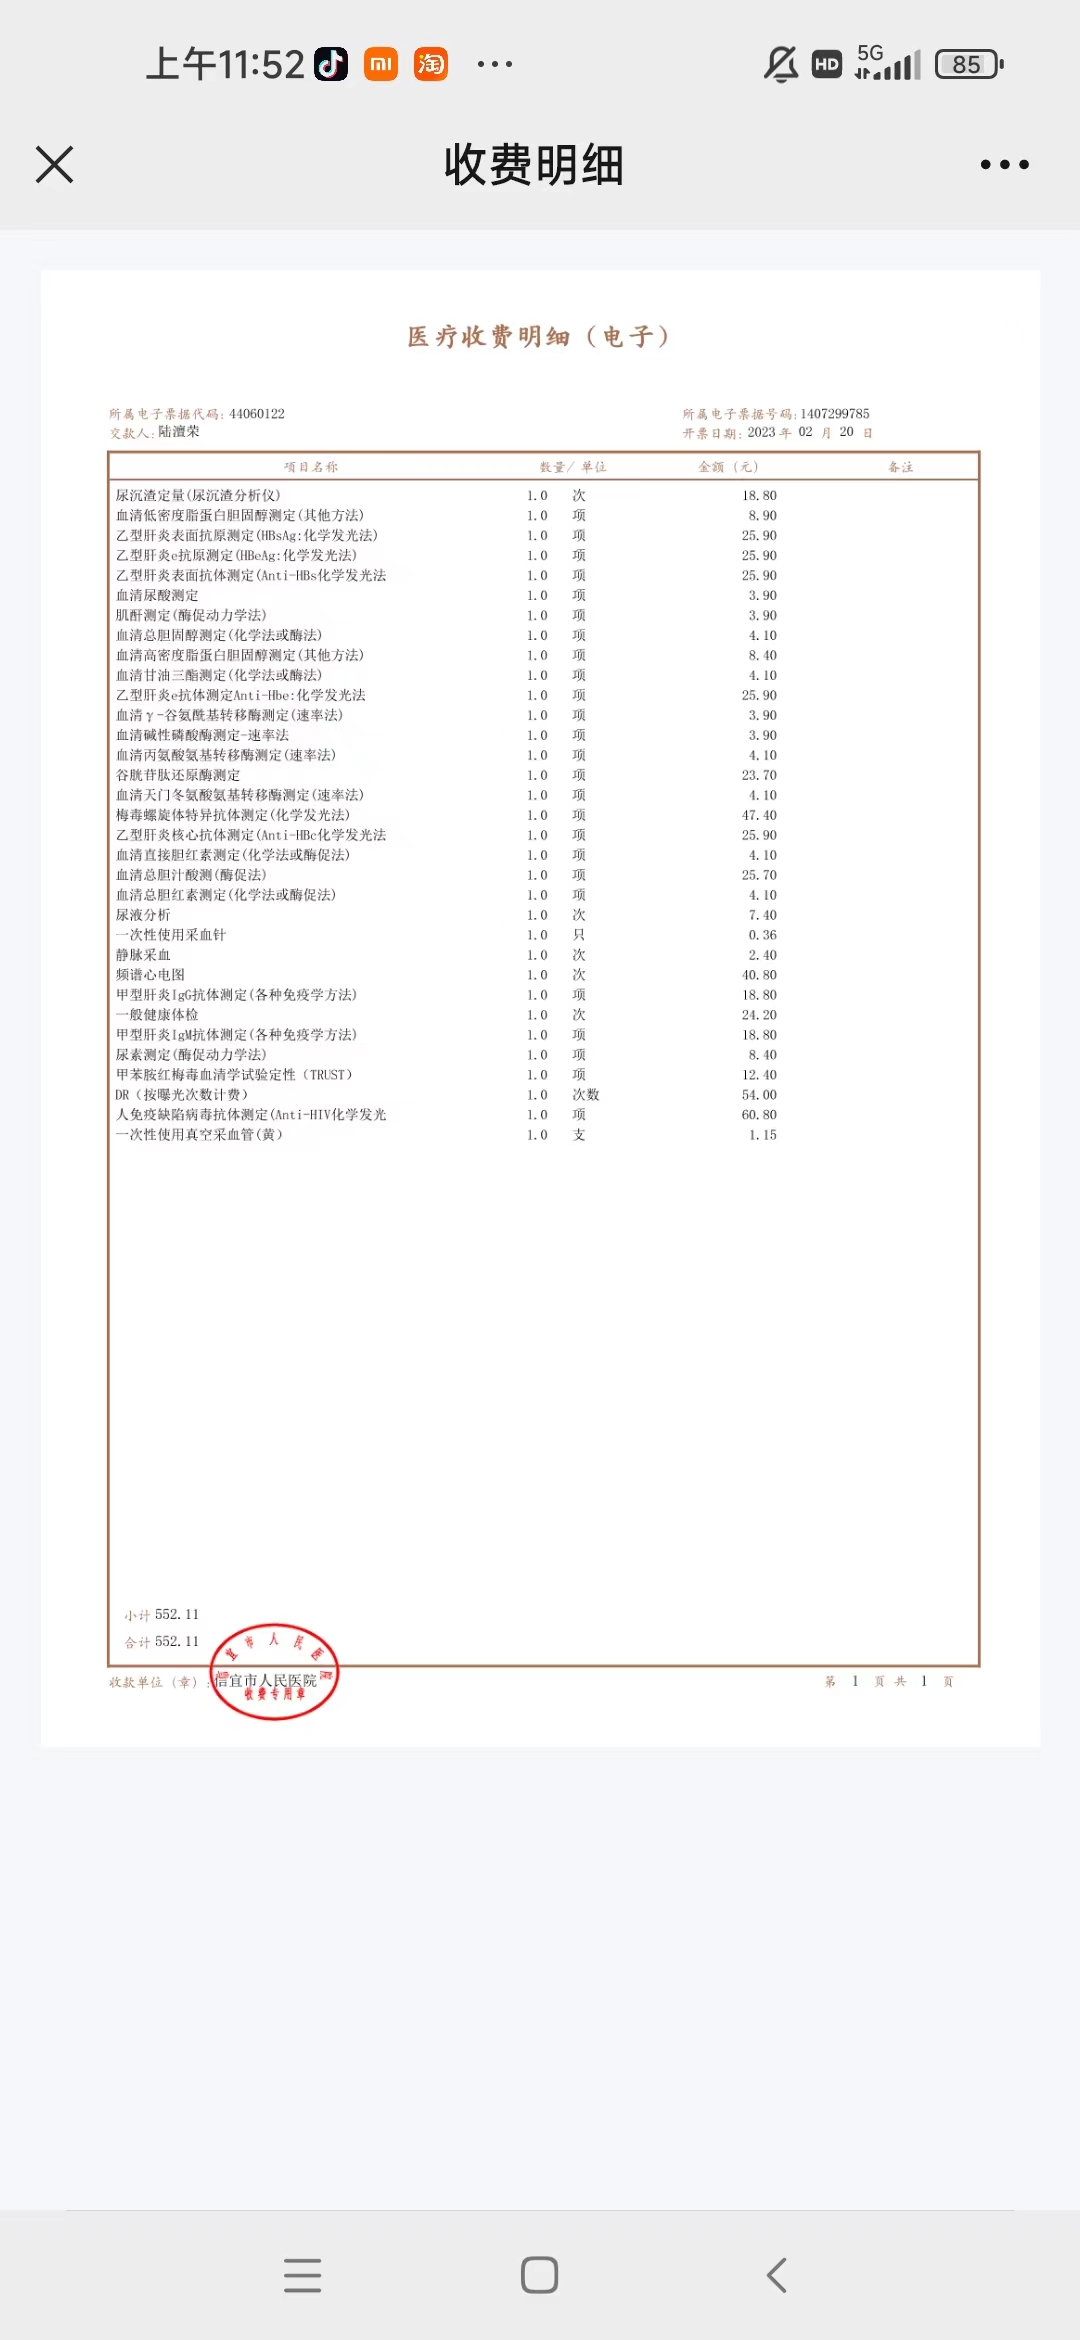 上午11:52 淘 ··· HD 5G 85
收费明细
医疗收费明细（电子）
所属电子票据代码: 44060122 所属电子票据号码: 1407299785
交款人: 陆澶荣 开票日期: 2023 年 02 月 20 日
项目名称 数量/ 单位 金额（元） 备注
尿沉渣定量(尿沉渣分析仪) 1.0 次 18.80
血清低密度脂蛋白胆固醇测定(其他方法) 1.0 项 8.90
乙型肝炎表面抗原测定(HBsAg:化学发光法) 1.0 项 25.90
乙型肝炎e抗原测定(HBeAg:化学发光法) 1.0 项 25.90
乙型肝炎表面抗体测定(Anti-HBs化学发光法 1.0 项 25.90
血清尿酸测定 1.0 项 3.90
肌酐测定(酶促动力学法) 1.0 项 3.90
血清总胆固醇测定(化学法或酶法) 1.0 项 4.10
血清高密度脂蛋白胆固醇测定(其他方法) 1.0 项 8.40
血清甘油三酯测定(化学法或酶法) 1.0 项 4.10
乙型肝炎e抗体测定Anti-Hbe:化学发光法 1.0 项 25.90
血清γ-谷氨酰基转移酶测定(速率法) 1.0 项 3.90
血清碱性磷酸酶测定-速率法 1.0 项 3.90
血清丙氨酸氨基转移酶测定(速率法) 1.0 项 4.10
谷胱苷肽还原酶测定 1.0 项 23.70
血清天门冬氨酸氨基转移酶测定(速率法) 1.0 项 4.10
梅毒螺旋体特异抗体测定(化学发光法) 1.0 项 47.40
乙型肝炎核心抗体测定(Anti-HBc化学发光法 1.0 项 25.90
血清直接胆红素测定(化学法或酶促法) 1.0 项 4.10
血清总胆汁酸测(酶促法) 1.0 项 25.70
血清总胆红素测定(化学法或酶促法) 1.0 项 4.10
尿液分析 1.0 次 7.40
一次性使用采血针 1.0 只 0.36
静脉采血 1.0 次 2.40
频谱心电图 1.0 次 40.80
甲型肝炎IgG抗体测定(各种免疫学方法) 1.0 项 18.80
一般健康体检 1.0 次 24.20
甲型肝炎IgM抗体测定(各种免疫学方法) 1.0 项 18.80
尿素测定(酶促动力学法) 1.0 项 8.40
甲苯胺红梅毒血清学试验定性（TRUST） 1.0 项 12.40
DR（按曝光次数计费） 1.0 次数 54.00
人免疫缺陷病毒抗体测定(Anti-HIV化学发光 1.0 项 60.80
一次性使用真空采血管(黄） 1.0 支 1.15
小计 552.11
合计 552.11
信宜市人民医院
收款单位（章）: 信宜市人民医院 第 1 页 共 1 页
收费专用章